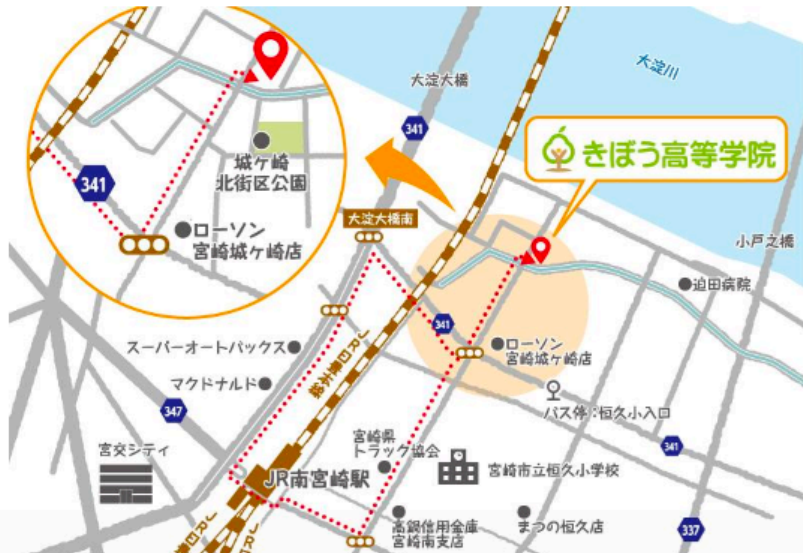 341
城ヶ崎
北街区公園
ローソン
宮崎城ヶ崎店
大淀大橋
341
大淀川
きぼう高等学院
大淀大橋南
小戸之橋
迫田病院
341
ローソン
宮崎城ヶ崎店
スーパーオートバックス
マクドナルド
JR日豊本線
バス停:恒久小入口
347
宮交シティ
宮崎県
トラック協会
341
JR南宮崎駅
宮崎市立恒久小学校
高鍋信用金庫
宮崎南支店
まつの恒久店
337